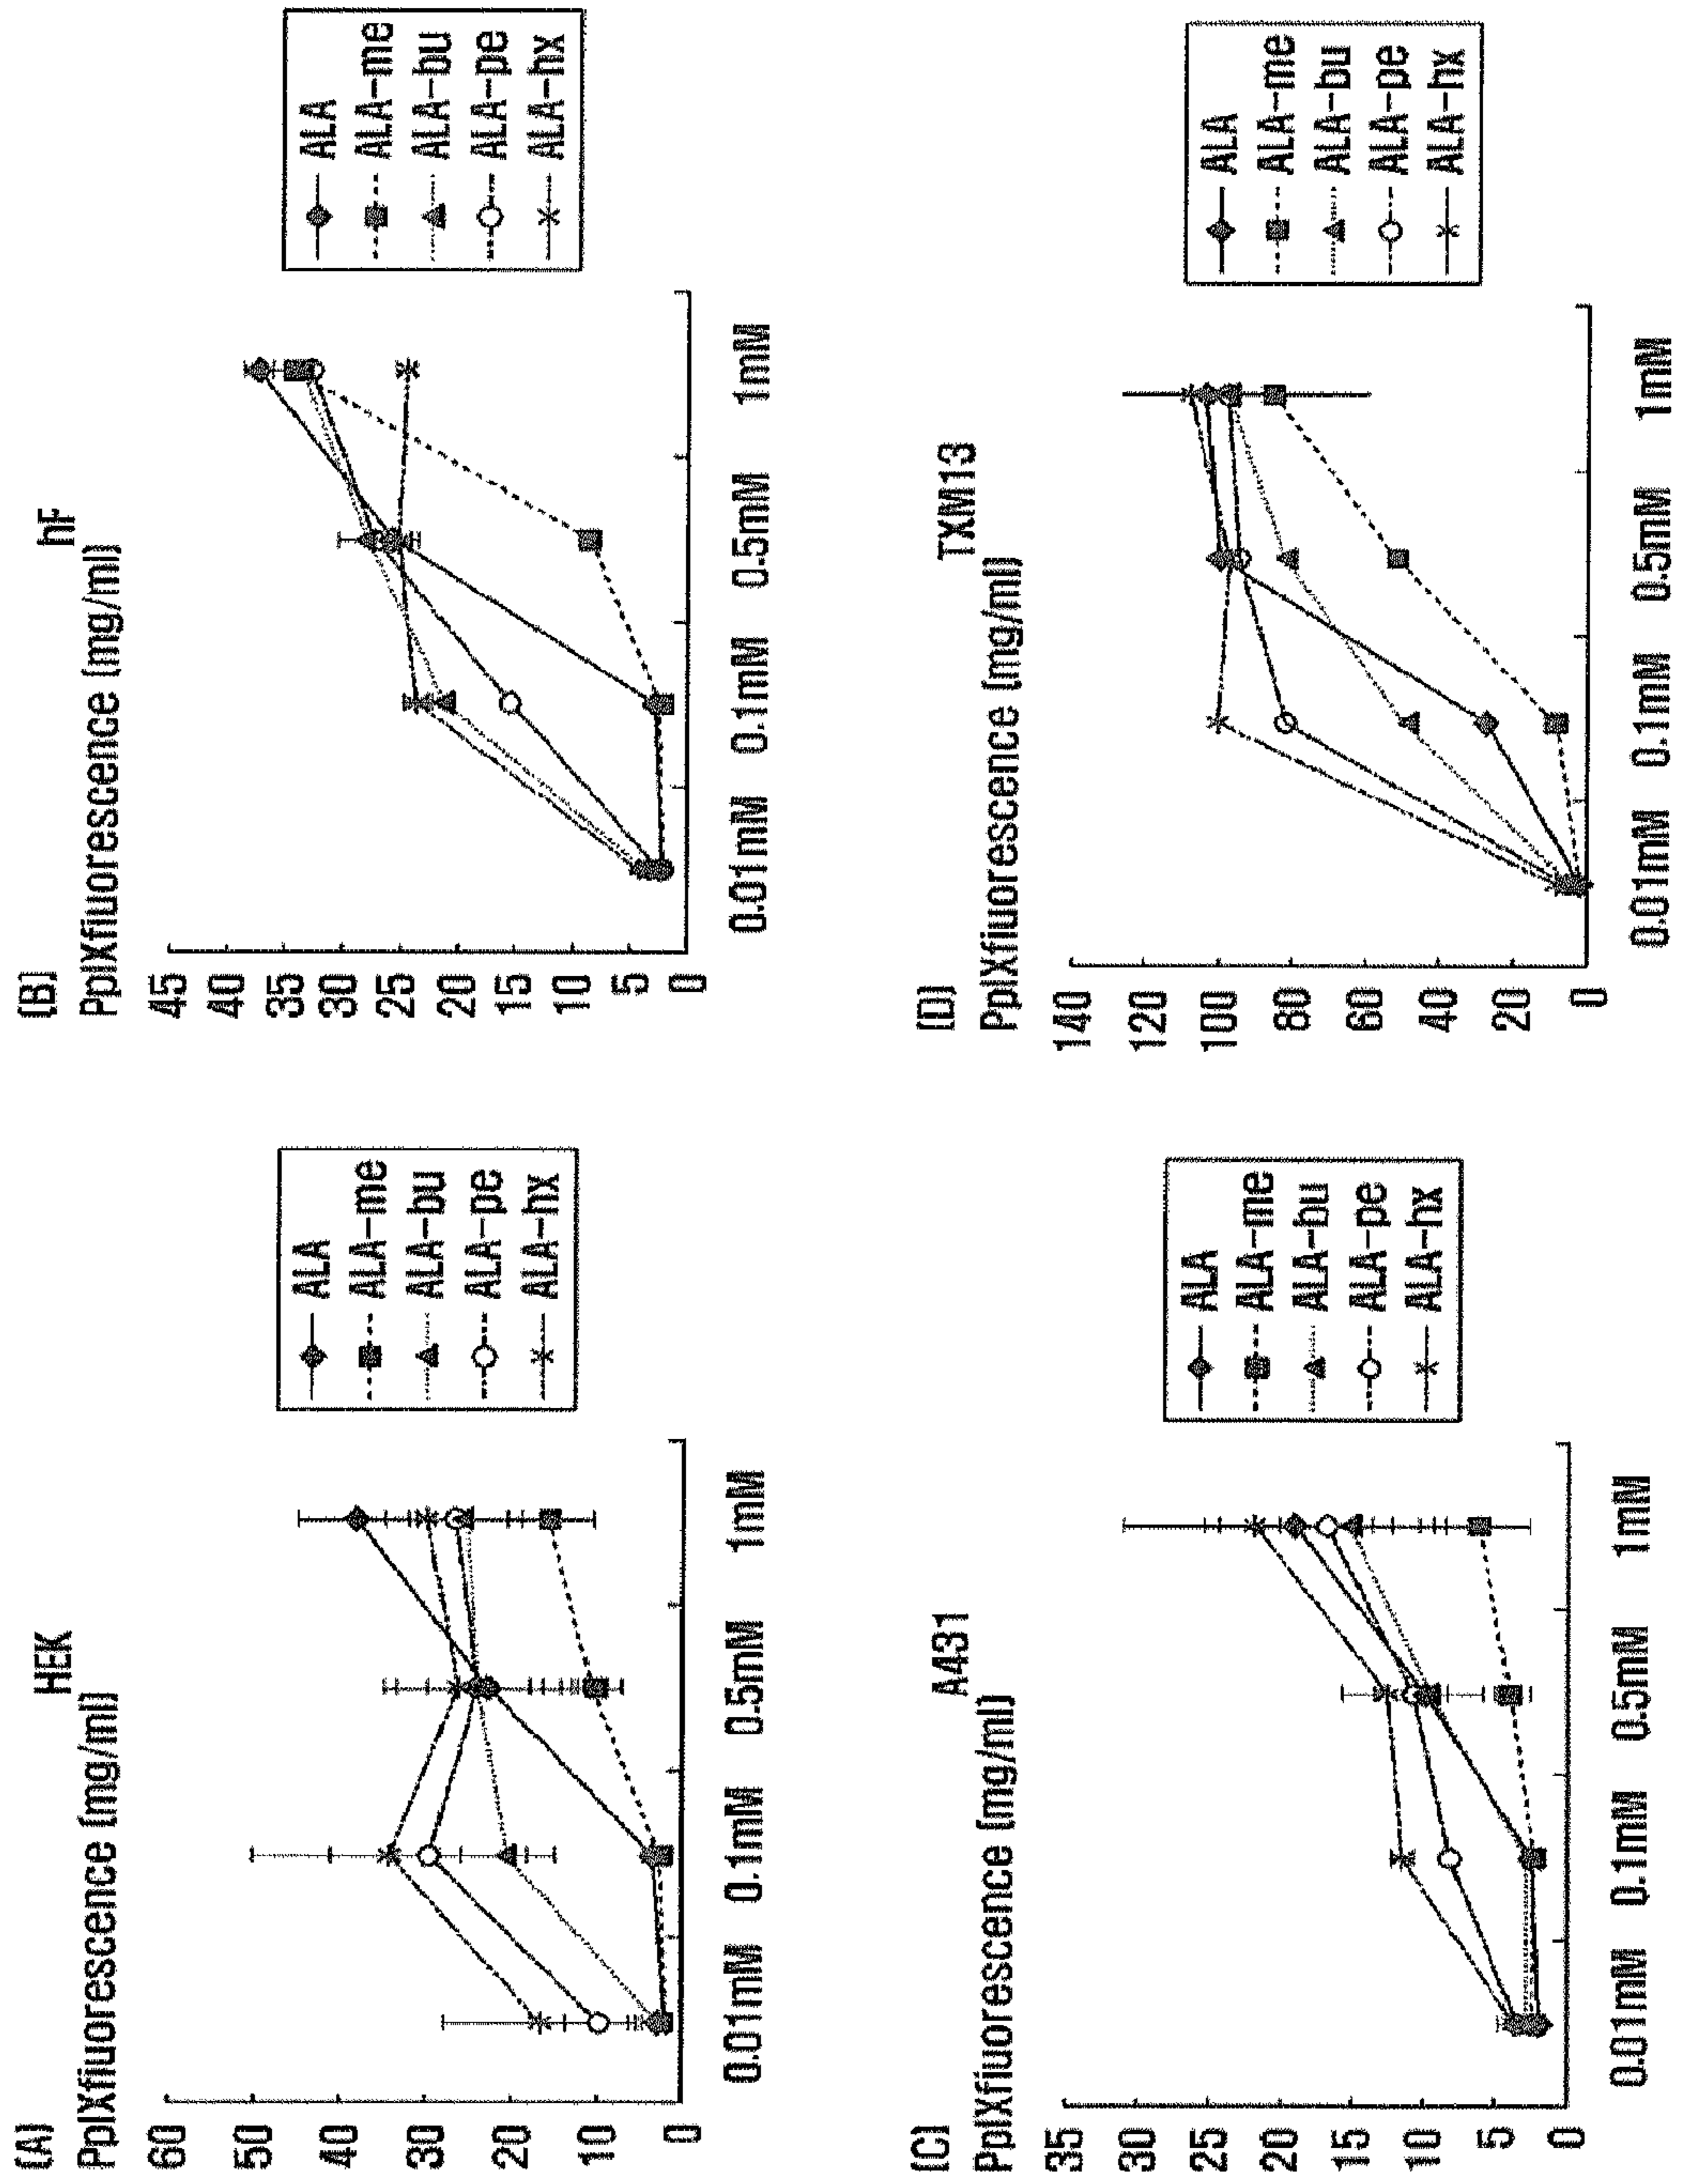 (A)
HEK
PpIXfiuorescence (mg/ml)
60
50
40
30
20
10
0
0.01mM 0.1mM 0.5mM 1mM
ALA
ALA-me
ALA-bu
ALA-pe
ALA-hx
(B)
hF
PpIXfiuorescence (mg/ml)
45
40
35
30
25
20
15
10
5
0
0.01mM 0.1mM 0.5mM 1mM
ALA
ALA-me
ALA-bu
ALA-pe
ALA-hx
(C)
A431
PpIXfiuorescence (mg/ml)
35
30
25
20
15
10
5
0
0.01mM 0.1mM 0.5mM 1mM
ALA
ALA-me
ALA-bu
ALA-pe
ALA-hx
(D)
TXM13
PpIXfiuorescence (mg/ml)
140
120
100
80
60
40
20
0
0.01mM 0.1mM 0.5mM 1mM
ALA
ALA-me
ALA-bu
ALA-pe
ALA-hx